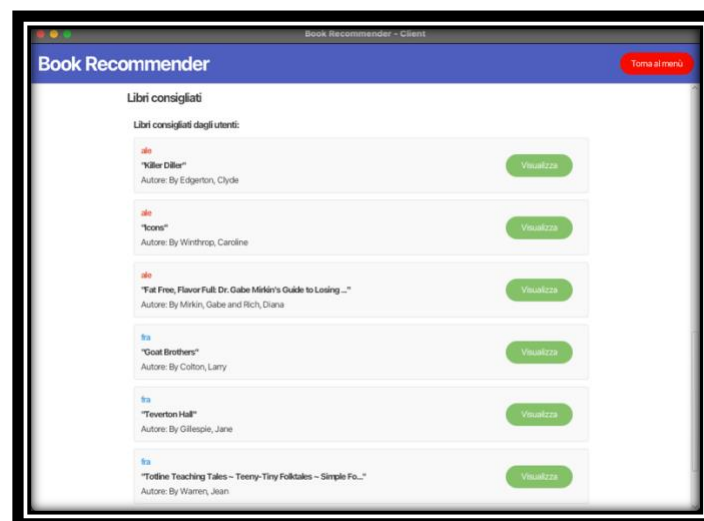 Book Recommender - Client
Book Recommender
Torna al menù
Libri consigliati
Libri consigliati dagli utenti:
ale
"Killer Diller"
Autore: By Edgerton, Clyde
Visualizza
ale
"Icons"
Autore: By Winthrop, Caroline
Visualizza
ale
"Fat Free, Flavor Full: Dr. Gabe Mirkin's Guide to Losing ..."
Autore: By Mirkin, Gabe and Rich, Diana
Visualizza
fra
"Goat Brothers"
Autore: By Colton, Larry
Visualizza
fra
"Teverton Hall"
Autore: By Gillespie, Jane
Visualizza
fra
"Totline Teaching Tales ~ Teeny-Tiny Folktales ~ Simple Fo..."
Autore: By Warren, Jean
Visualizza